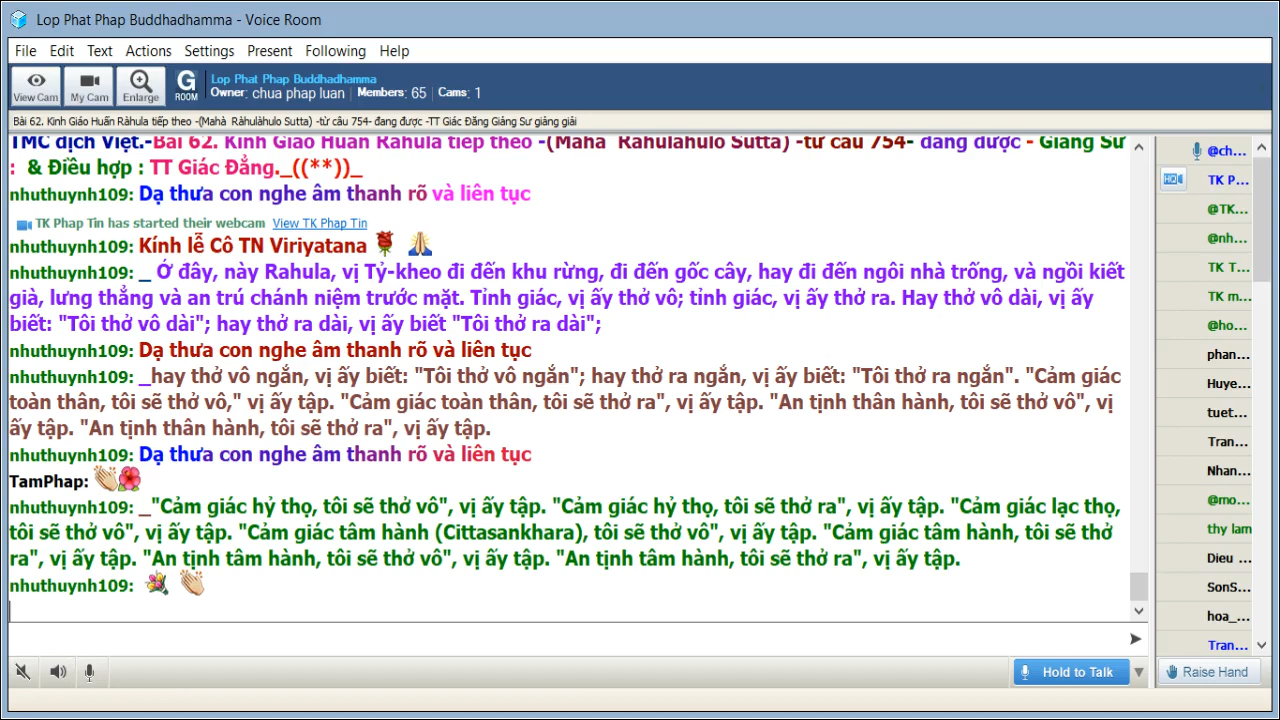 Lop Phat Phap Buddhadhamma - Voice Room
File Edit Text Actions Settings Present Following Help
View Cam My Cam Enlarge G ROOM Lop Phat Phap Buddhadhamma
Owner: chua phap luan Members: 65 Cams: 1
Bài 62. Kinh Giáo Huấn Ràhula tiếp theo -(Mahà Ràhulàhulo Sutta) -từ câu 754- đang được -TT Giác Đăng Giảng Sư giảng giải
TMC dịch Việt.-Bài 62. Kinh Giáo Huấn Ràhula tiếp theo -(Mahà Ràhulàhulo Sutta) -từ câu 754- đang được - Giảng Sư
: & Điều hợp : TT Giác Đẳng._((**))_
nhuthuynh109: Dạ thưa con nghe âm thanh rõ và liên tục
TK Phap Tin has started their webcam View TK Phap Tin
nhuthuynh109: Kính lễ Cô TN Viriyatana
nhuthuynh109: _ Ở đây, này Rahula, vị Tỷ-kheo đi đến khu rừng, đi đến gốc cây, hay đi đến ngôi nhà trống, và ngồi kiết
già, lưng thẳng và an trú chánh niệm trước mặt. Tỉnh giác, vị ấy thở vô; tỉnh giác, vị ấy thở ra. Hay thở vô dài, vị ấy
biết: "Tôi thở vô dài"; hay thở ra dài, vị ấy biết "Tôi thở ra dài";
nhuthuynh109: Dạ thưa con nghe âm thanh rõ và liên tục
nhuthuynh109: _hay thở vô ngắn, vị ấy biết: "Tôi thở vô ngắn"; hay thở ra ngắn, vị ấy biết: "Tôi thở ra ngắn". "Cảm giác
toàn thân, tôi sẽ thở vô," vị ấy tập. "Cảm giác toàn thân, tôi sẽ thở ra", vị ấy tập. "An tịnh thân hành, tôi sẽ thở vô", vị
ấy tập. "An tịnh thân hành, tôi sẽ thở ra", vị ấy tập.
nhuthuynh109: Dạ thưa con nghe âm thanh rõ và liên tục
TamPhap:
nhuthuynh109: _"Cảm giác hỷ thọ, tôi sẽ thở vô", vị ấy tập. "Cảm giác hỷ thọ, tôi sẽ thở ra", vị ấy tập. "Cảm giác lạc thọ,
tôi sẽ thở vô", vị ấy tập. "Cảm giác tâm hành (Cittasankhara), tôi sẽ thở vô", vị ấy tập. "Cảm giác tâm hành, tôi sẽ thở
ra", vị ấy tập. "An tịnh tâm hành, tôi sẽ thở vô", vị ấy tập. "An tịnh tâm hành, tôi sẽ thở ra", vị ấy tập.
nhuthuynh109:
@ch...
HD TK P...
@TK...
@nh...
TK T...
TK m...
@ho...
phan...
Huye...
tuet...
Tran...
Nhan...
@mo...
thy lam
Dieu ...
SonS...
hoa_...
Tran...
Hold to Talk Raise Hand